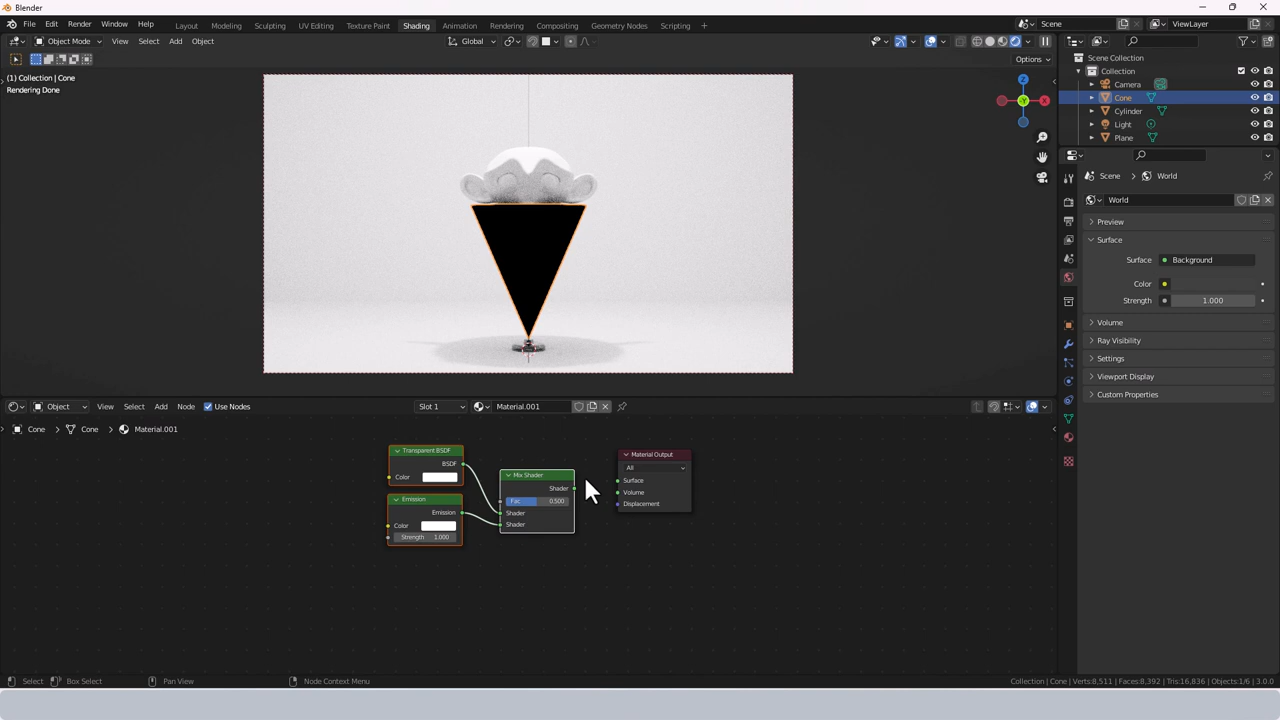 Blender
File Edit Render Window Help Layout Modeling Sculpting UV Editing Texture Paint Shading Animation Rendering Compositing Geometry Nodes Scripting + Scene ViewLayer
Object Mode View Select Add Object Global
Options
(1) Collection | Cone
Rendering Done
Z
Y
X
Scene Collection
Collection
Camera
Cone
Cylinder
Light
Plane
Scene > World
World
Preview
Surface
Surface Background
Color
Strength 1.000
Volume
Ray Visibility
Settings
Viewport Display
Custom Properties
Object View Select Add Node Use Nodes Slot 1 Material.001
Cone > Cone > Material.001
Transparent BSDF
BSDF
Color
Emission
Emission
Color
Strength 1.000
Mix Shader
Shader
Fac 0.500
Shader
Shader
Material Output
All
Surface
Volume
Displacement
Select Box Select Pan View Node Context Menu Collection | Cone | Verts:8,511 | Faces:8,392 | Tris:16,836 | Objects:1/6 | 3.0.0